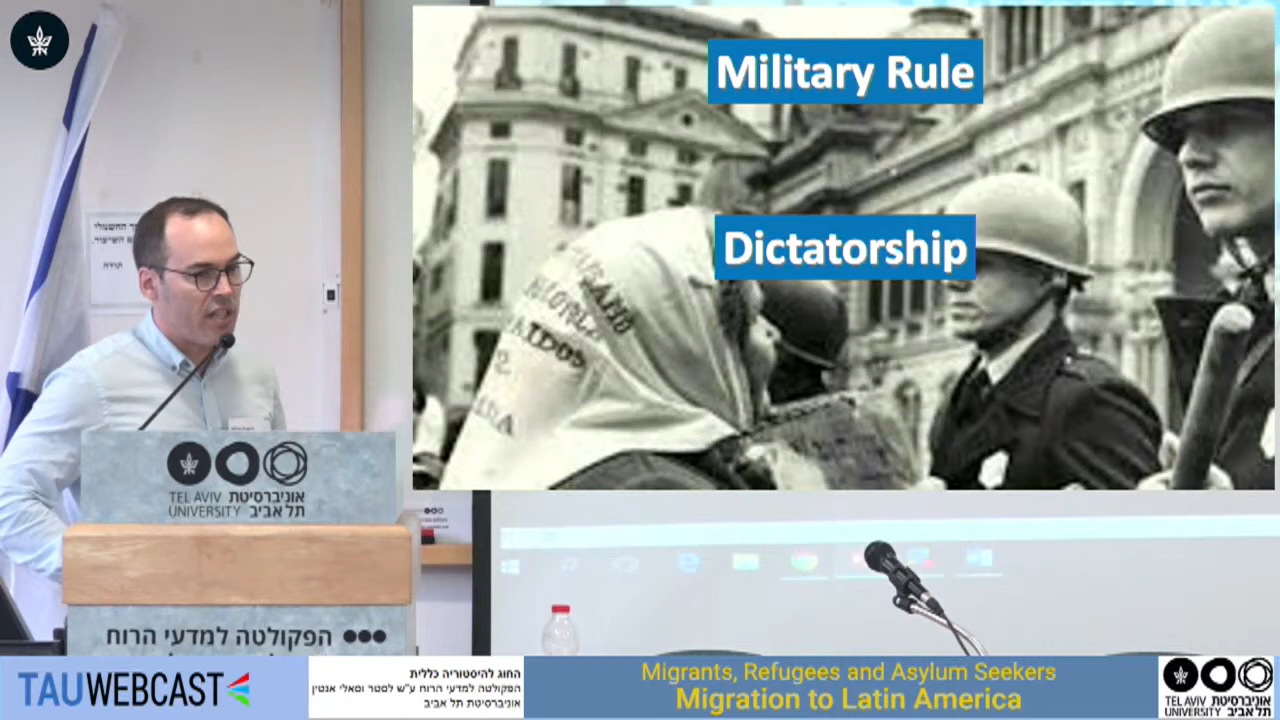 Military Rule
Dictatorship
תודה
TEL AVIV אוניברסיטת
UNIVERSITY תל אביב
הפקולטה למדעי הרוח
TAUWEBCAST
החוג להיסטוריה כללית
הפקולטה למדעי הרוח ע"ש לסטר וסאלי אנטין
אוניברסיטת תל אביב
Migrants, Refugees and Asylum Seekers
Migration to Latin America
TEL AVIV אוניברסיטת
UNIVERSITY תל אביב